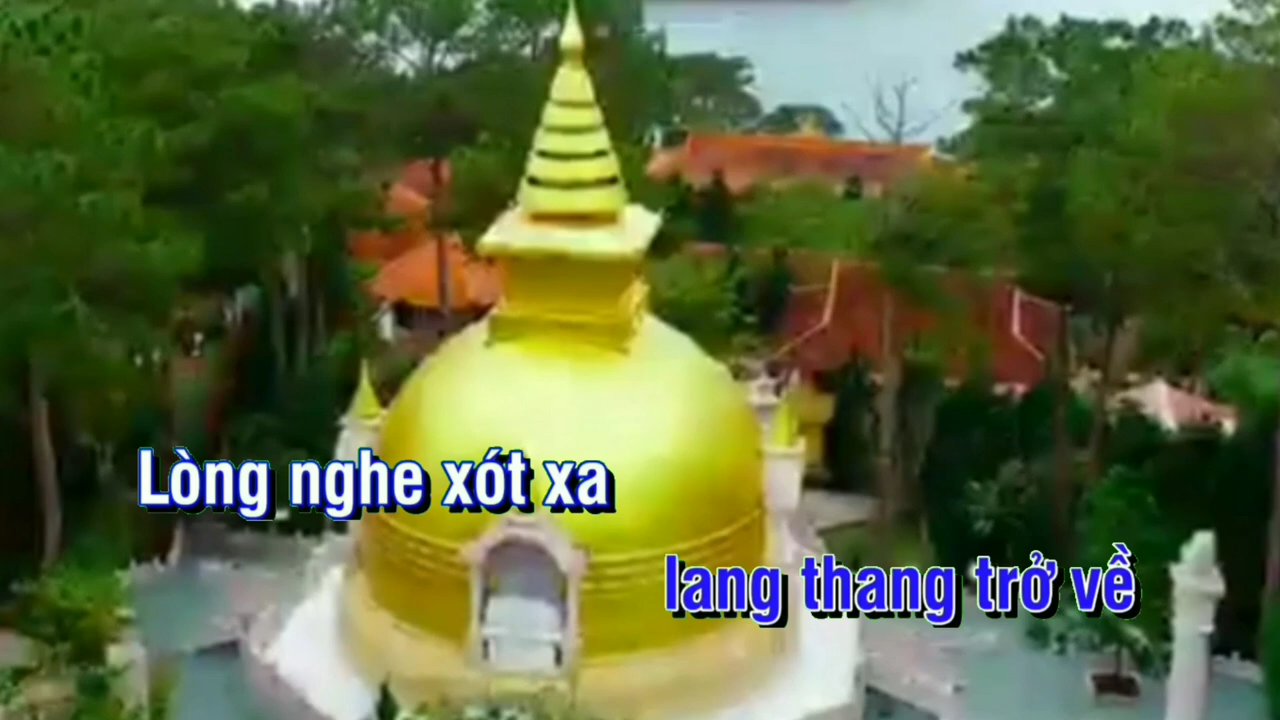 Lòng nghe xót xa
lang thang trở về